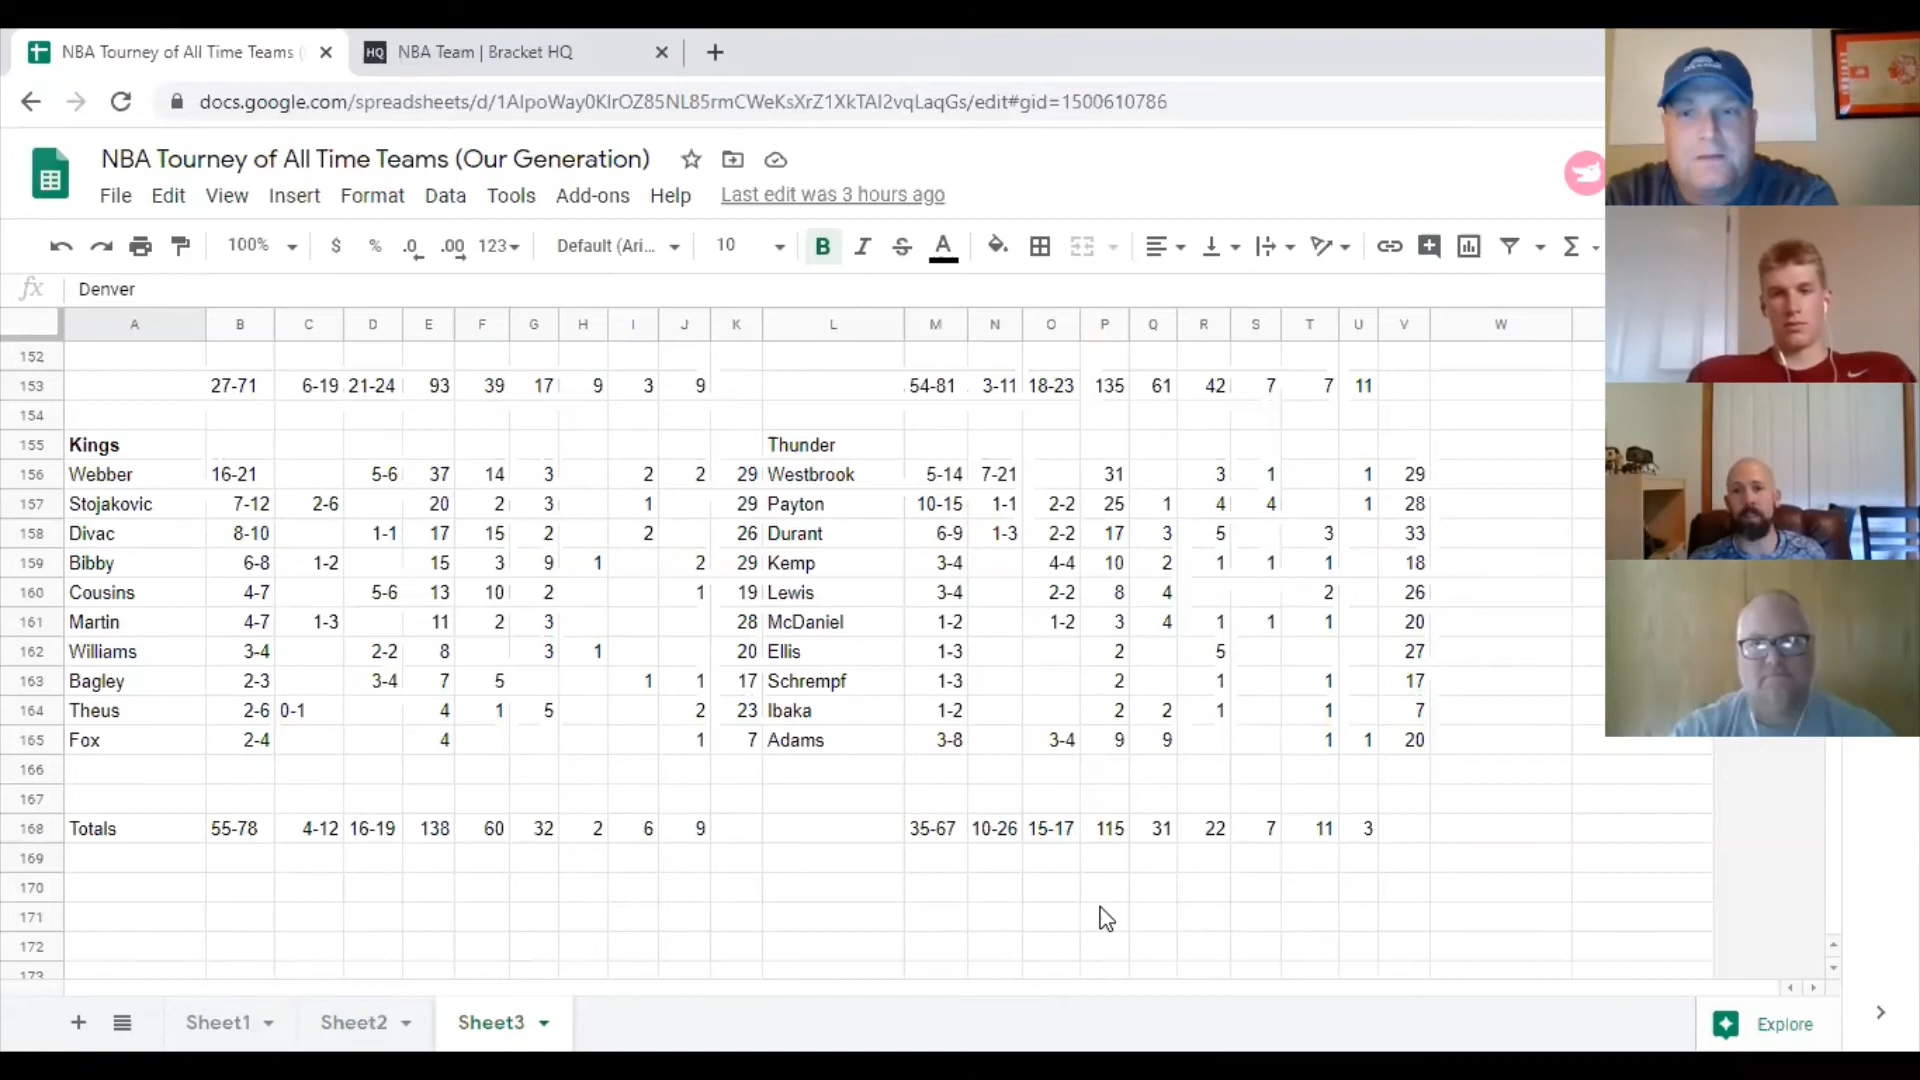 NBA Tourney of All Time Teams (
HQ NBA Team | Bracket HQ
docs.google.com/spreadsheets/d/1AIpoWay0KlrOZ85NL85rmCWeKsXrZ1XkTAI2vqLaqGs/edit#gid=1500610786
NBA Tourney of All Time Teams (Our Generation)
File Edit View Insert Format Data Tools Add-ons Help Last edit was 3 hours ago
100% $ % .0 .00 123 Default (Ari... 10 B I S A Σ
fx Denver
A B C D E F G H I J K L M N O P Q R S T U V W
152
153 27-71 6-19 21-24 93 39 17 9 3 9 54-81 3-11 18-23 135 61 42 7 7 11
154
155 Kings Thunder
156 Webber 16-21 5-6 37 14 3 2 2 29 Westbrook 5-14 7-21 31 3 1 1 29
157 Stojakovic 7-12 2-6 20 2 3 1 29 Payton 10-15 1-1 2-2 25 1 4 4 1 28
158 Divac 8-10 1-1 17 15 2 2 26 Durant 6-9 1-3 2-2 17 3 5 3 33
159 Bibby 6-8 1-2 15 3 9 1 2 29 Kemp 3-4 4-4 10 2 1 1 1 18
160 Cousins 4-7 5-6 13 10 2 1 19 Lewis 3-4 2-2 8 4 2 26
161 Martin 4-7 1-3 11 2 3 28 McDaniel 1-2 1-2 3 4 1 1 1 20
162 Williams 3-4 2-2 8 3 1 20 Ellis 1-3 2 5 27
163 Bagley 2-3 3-4 7 5 1 1 17 Schrempf 1-3 2 1 1 17
164 Theus 2-6 0-1 4 1 5 2 23 Ibaka 1-2 2 2 1 1 7
165 Fox 2-4 4 1 7 Adams 3-8 3-4 9 9 1 1 20
166
167
168 Totals 55-78 4-12 16-19 138 60 32 2 6 9 35-67 10-26 15-17 115 31 22 7 11 3
169
170
171
172
173
Sheet1 Sheet2 Sheet3 Explore